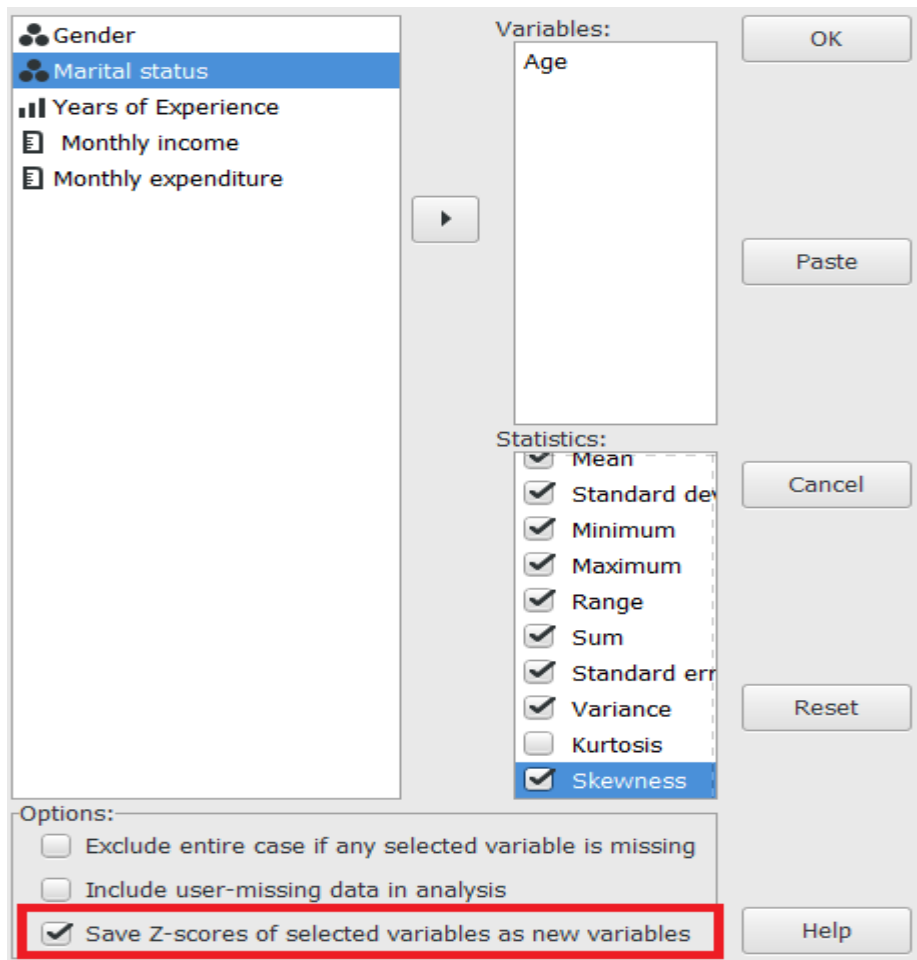 Gender
Marital status
Years of Experience
Monthly income
Monthly expenditure
Variables:
Age
Statistics:
Mean
Standard dev
Minimum
Maximum
Range
Sum
Standard err
Variance
Kurtosis
Skewness
OK
Paste
Cancel
Reset
Help
Options:
Exclude entire case if any selected variable is missing
Include user-missing data in analysis
Save Z-scores of selected variables as new variables